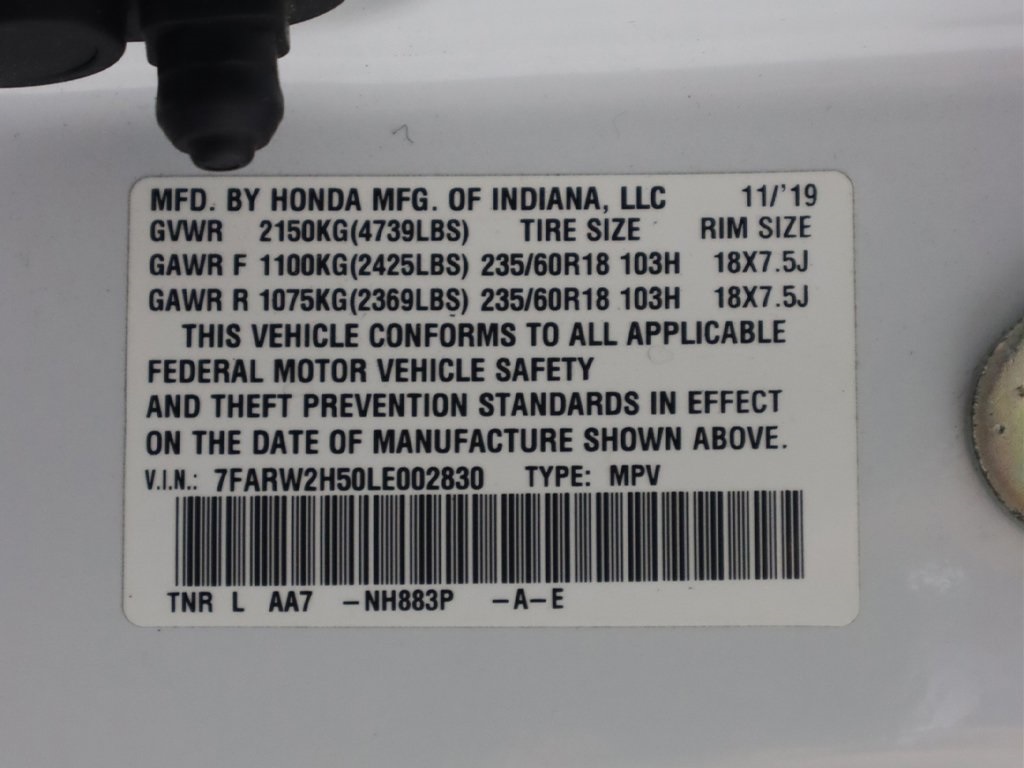 MFD. BY HONDA MFG. OF INDIANA, LLC 11/'19
GVWR 2150KG(4739LBS) TIRE SIZE RIM SIZE
GAWR F 1100KG(2425LBS) 235/60R18 103H 18X7.5J
GAWR R 1075KG(2369LBS) 235/60R18 103H 18X7.5J
THIS VEHICLE CONFORMS TO ALL APPLICABLE
FEDERAL MOTOR VEHICLE SAFETY
AND THEFT PREVENTION STANDARDS IN EFFECT
ON THE DATE OF MANUFACTURE SHOWN ABOVE.
V.I.N.: 7FARW2H50LE002830 TYPE: MPV
TNR L AA7 -NH883P -A-E